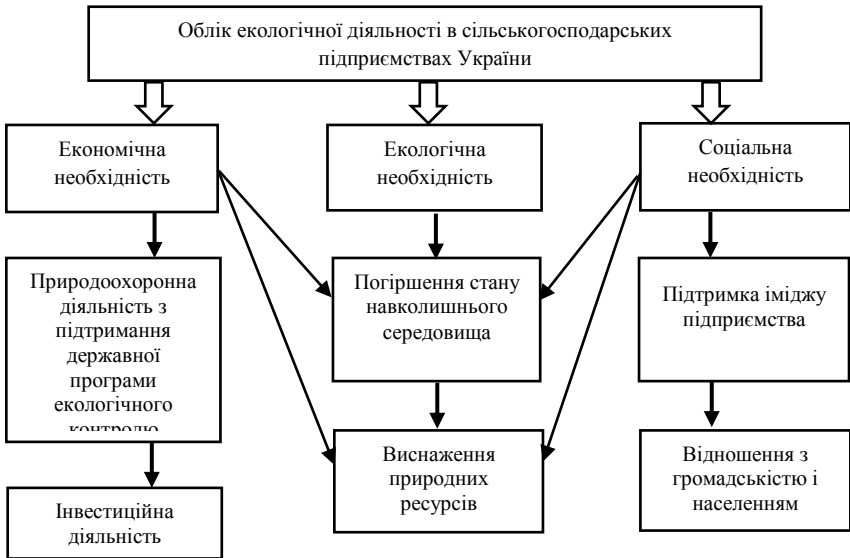 Облік екологічної діяльності в сільськогосподарських
підприємствах України
Економічна
необхідність
Екологічна
необхідність
Соціальна
необхідність
Природоохоронна
діяльність з
підтримання
державної
програми
екологічного
контролю
Погіршення стану
навколишнього
середовища
Підтримка іміджу
підприємства
Виснаження
природних
ресурсів
Відношення з
громадськістю і
населенням
Інвестиційна
діяльність